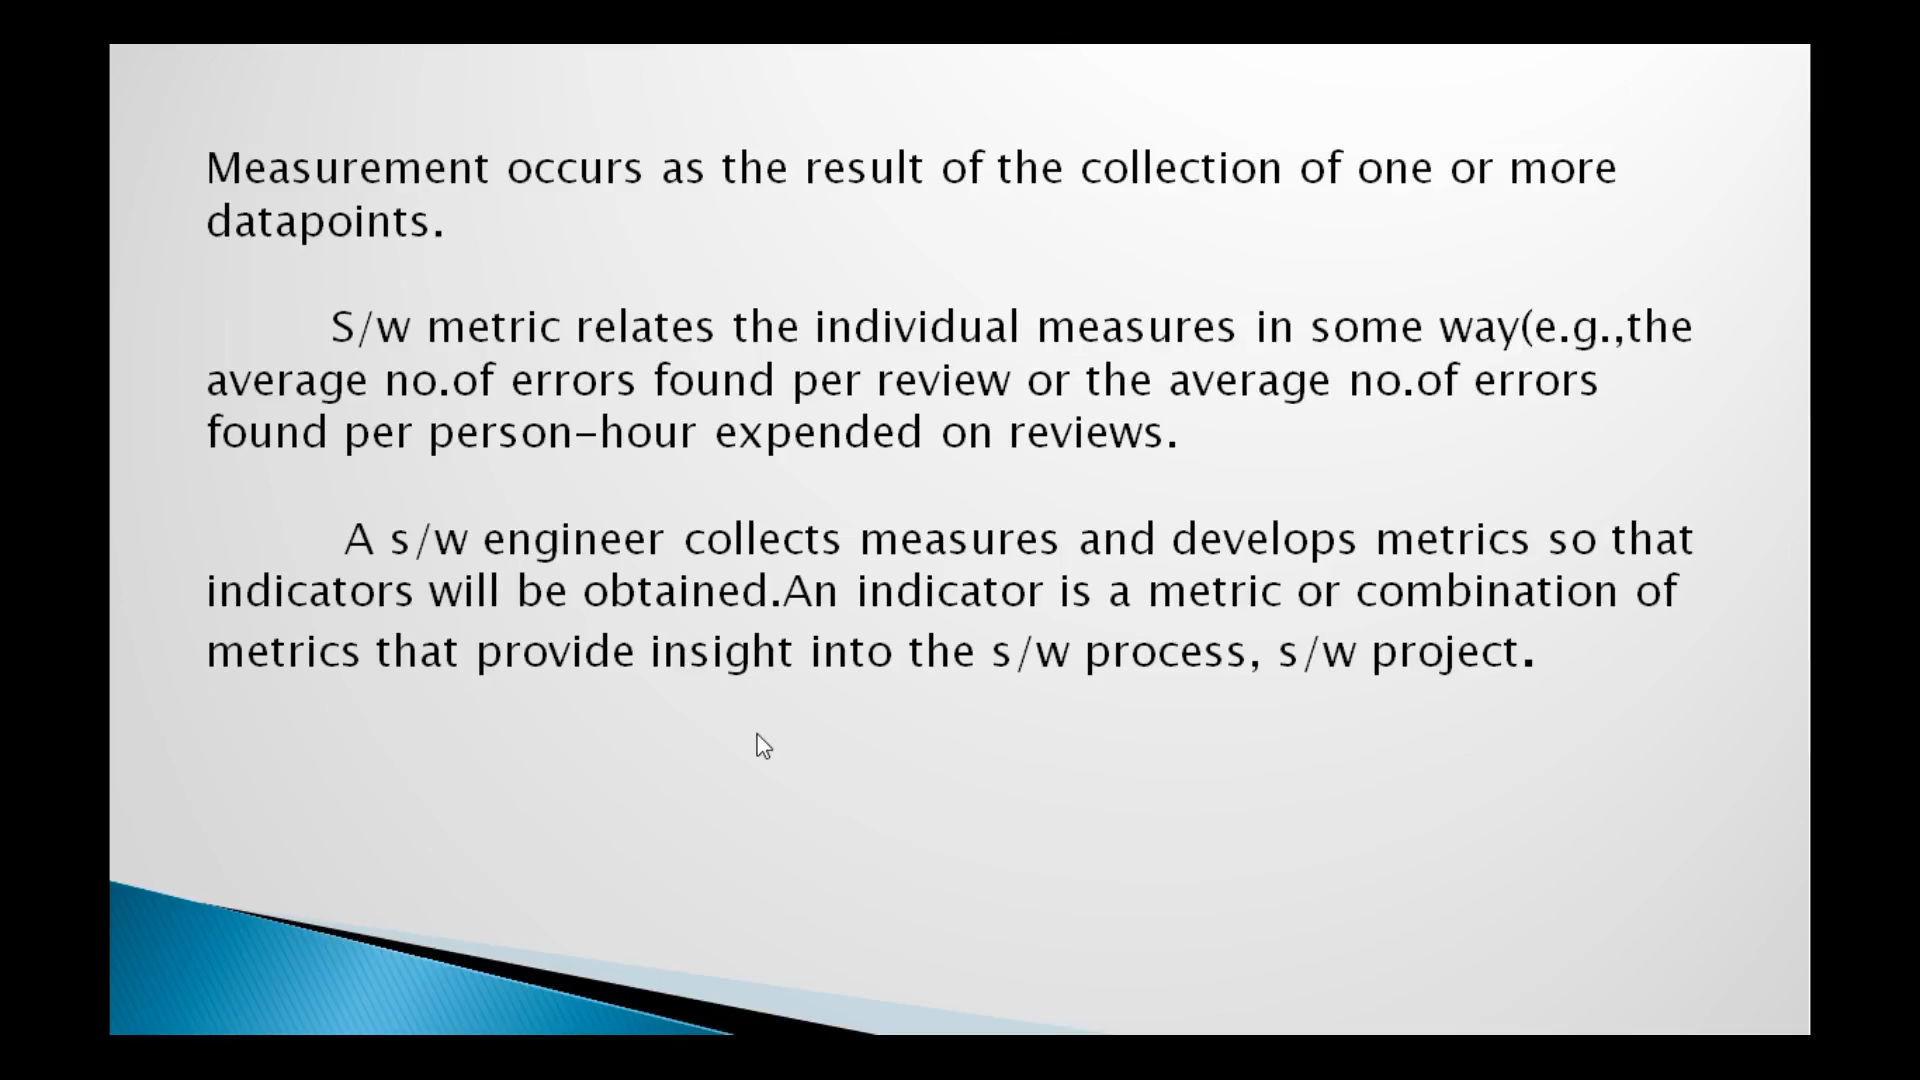 Measurement occurs as the result of the collection of one or more
datapoints.
S/w metric relates the individual measures in some way(e.g.,the
average no.of errors found per review or the average no.of errors
found per person-hour expended on reviews.
A s/w engineer collects measures and develops metrics so that
indicators will be obtained.An indicator is a metric or combination of
metrics that provide insight into the s/w process, s/w project.